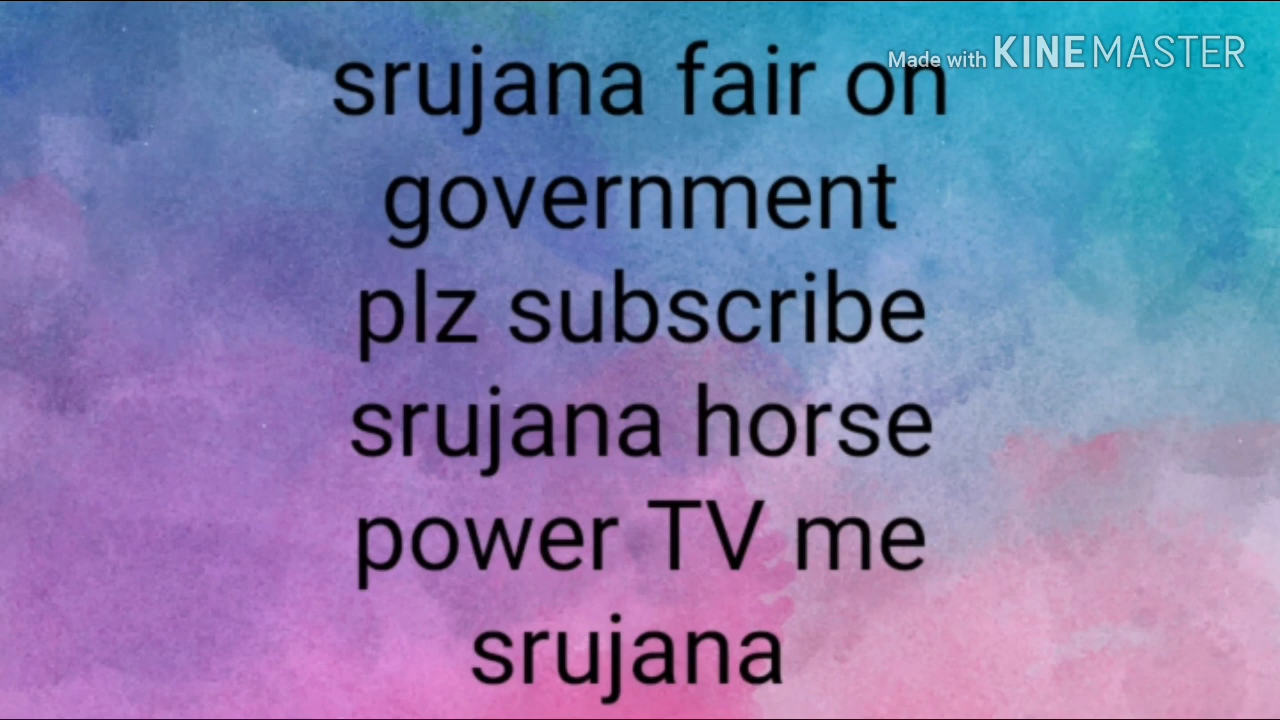 Made with KINEMASTER
srujana fair on
government
plz subscribe
srujana horse
power TV me
srujana